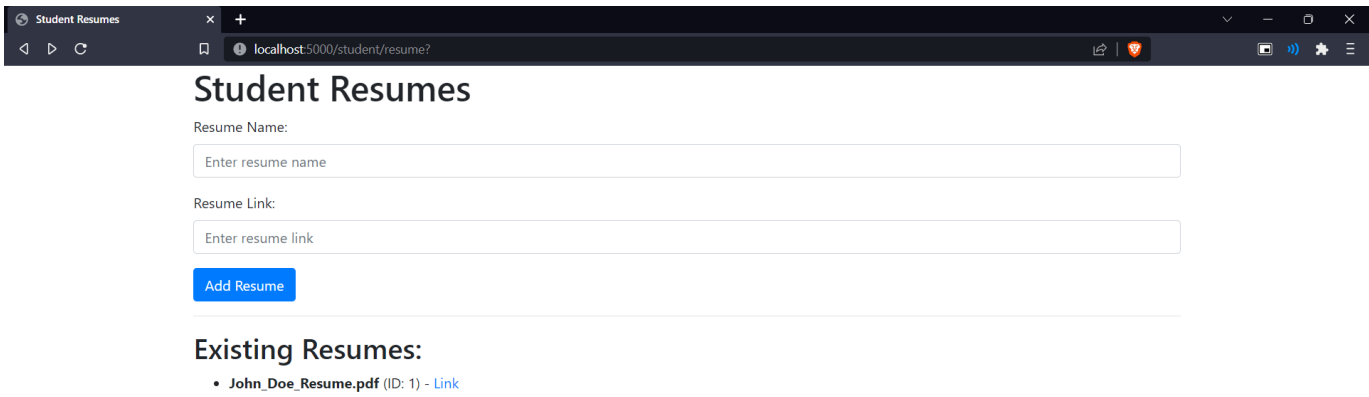 Student Resumes
localhost:5000/student/resume?
Student Resumes
Resume Name:
Enter resume name
Resume Link:
Enter resume link
Add Resume
Existing Resumes:
• John_Doe_Resume.pdf (ID: 1) - Link